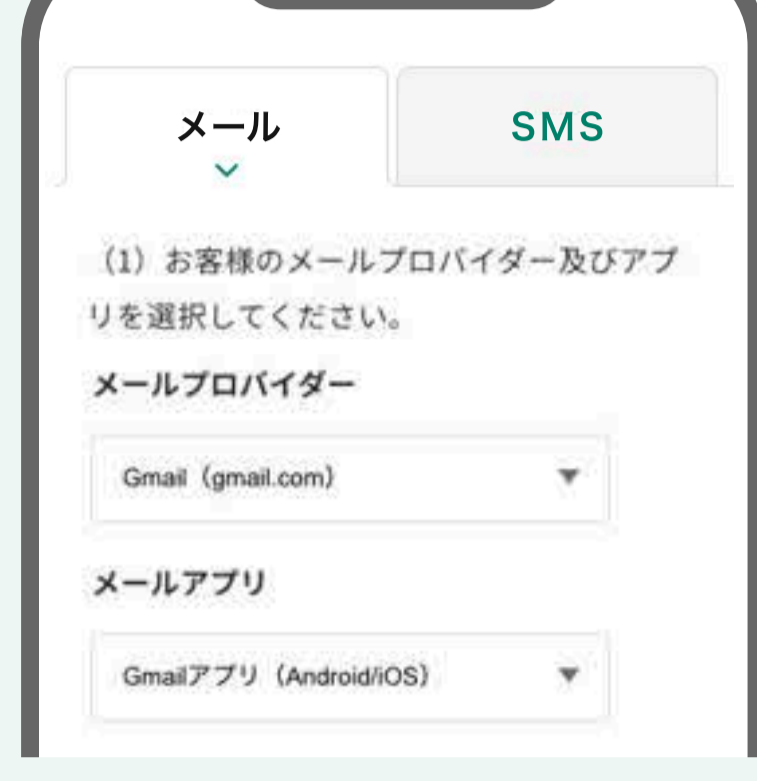 メール
SMS
（1）お客様のメールプロバイダー及びアプ
リを選択してください。
メールプロバイダー
Gmail（gmail.com）
メールアプリ
Gmailアプリ（Android/iOS）